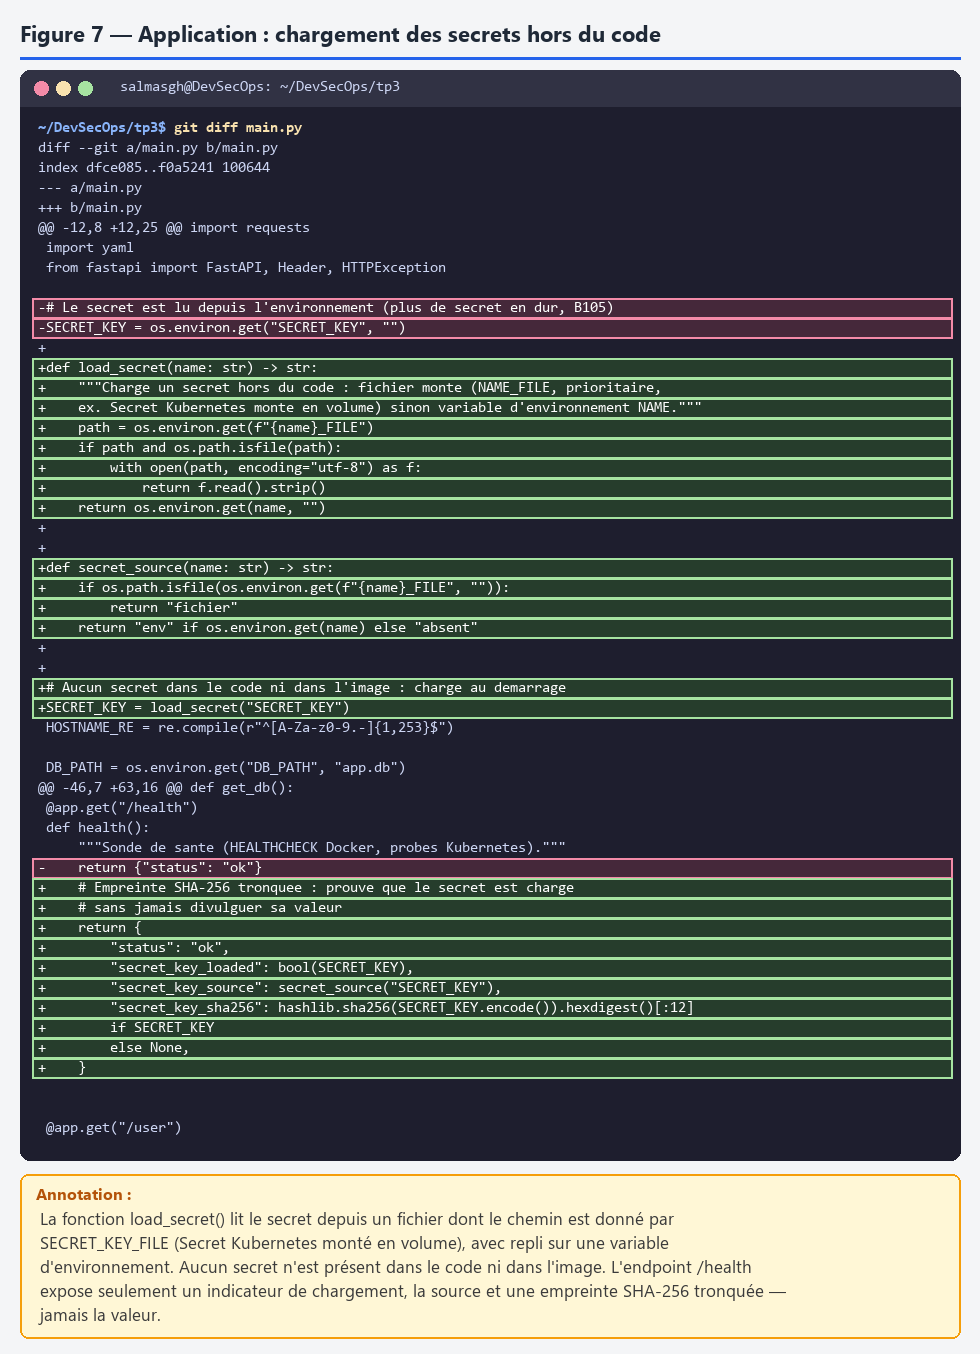 Figure 7 — Application : chargement des secrets hors du code
salmasgh@DevSecOps: ~/DevSecOps/tp3
~/DevSecOps/tp3$ git diff main.py
diff --git a/main.py b/main.py
index dfce085..f0a5241 100644
--- a/main.py
+++ b/main.py
@@ -12,8 +12,25 @@ import requests
 import yaml
 from fastapi import FastAPI, Header, HTTPException
-# Le secret est lu depuis l'environnement (plus de secret en dur, B105)
-SECRET_KEY = os.environ.get("SECRET_KEY", "")
+
+def load_secret(name: str) -> str:
+    """Charge un secret hors du code : fichier monte (NAME_FILE, prioritaire,
+    ex. Secret Kubernetes monte en volume) sinon variable d'environnement NAME."""
+    path = os.environ.get(f"{name}_FILE")
+    if path and os.path.isfile(path):
+        with open(path, encoding="utf-8") as f:
+            return f.read().strip()
+    return os.environ.get(name, "")
+
+
+def secret_source(name: str) -> str:
+    if os.path.isfile(os.environ.get(f"{name}_FILE", "")):
+        return "fichier"
+    return "env" if os.environ.get(name) else "absent"
+
+
+# Aucun secret dans le code ni dans l'image : charge au demarrage
+SECRET_KEY = load_secret("SECRET_KEY")
 HOSTNAME_RE = re.compile(r"^[A-Za-z0-9.-]{1,253}$")
 DB_PATH = os.environ.get("DB_PATH", "app.db")
@@ -46,7 +63,16 @@ def get_db():
 @app.get("/health")
 def health():
     """Sonde de sante (HEALTHCHECK Docker, probes Kubernetes)."""
-    return {"status": "ok"}
+    # Empreinte SHA-256 tronquee : prouve que le secret est charge
+    # sans jamais divulguer sa valeur
+    return {
+        "status": "ok",
+        "secret_key_loaded": bool(SECRET_KEY),
+        "secret_key_source": secret_source("SECRET_KEY"),
+        "secret_key_sha256": hashlib.sha256(SECRET_KEY.encode()).hexdigest()[:12]
+        if SECRET_KEY
+        else None,
+    }
 @app.get("/user")
Annotation :
La fonction load_secret() lit le secret depuis un fichier dont le chemin est donné par
SECRET_KEY_FILE (Secret Kubernetes monté en volume), avec repli sur une variable
d'environnement. Aucun secret n'est présent dans le code ni dans l'image. L'endpoint /health
expose seulement un indicateur de chargement, la source et une empreinte SHA-256 tronquée —
jamais la valeur.